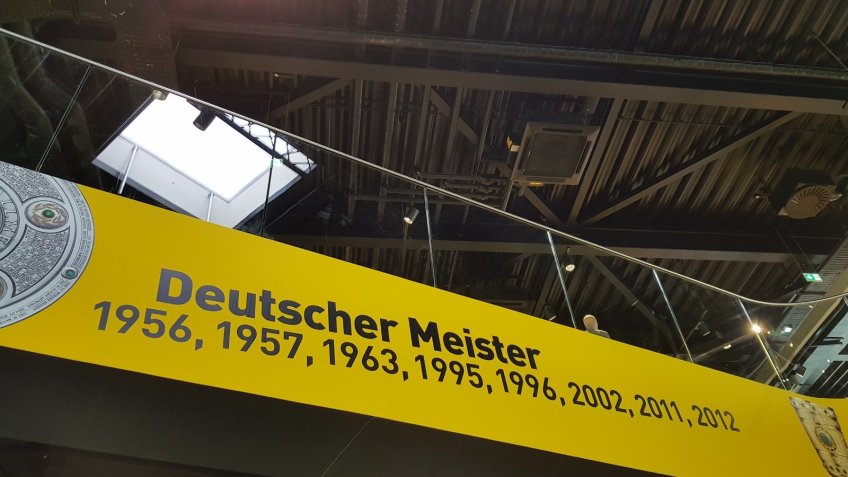 Deutscher Meister
1956, 1957, 1963, 1995, 1996, 2002, 2011, 2012